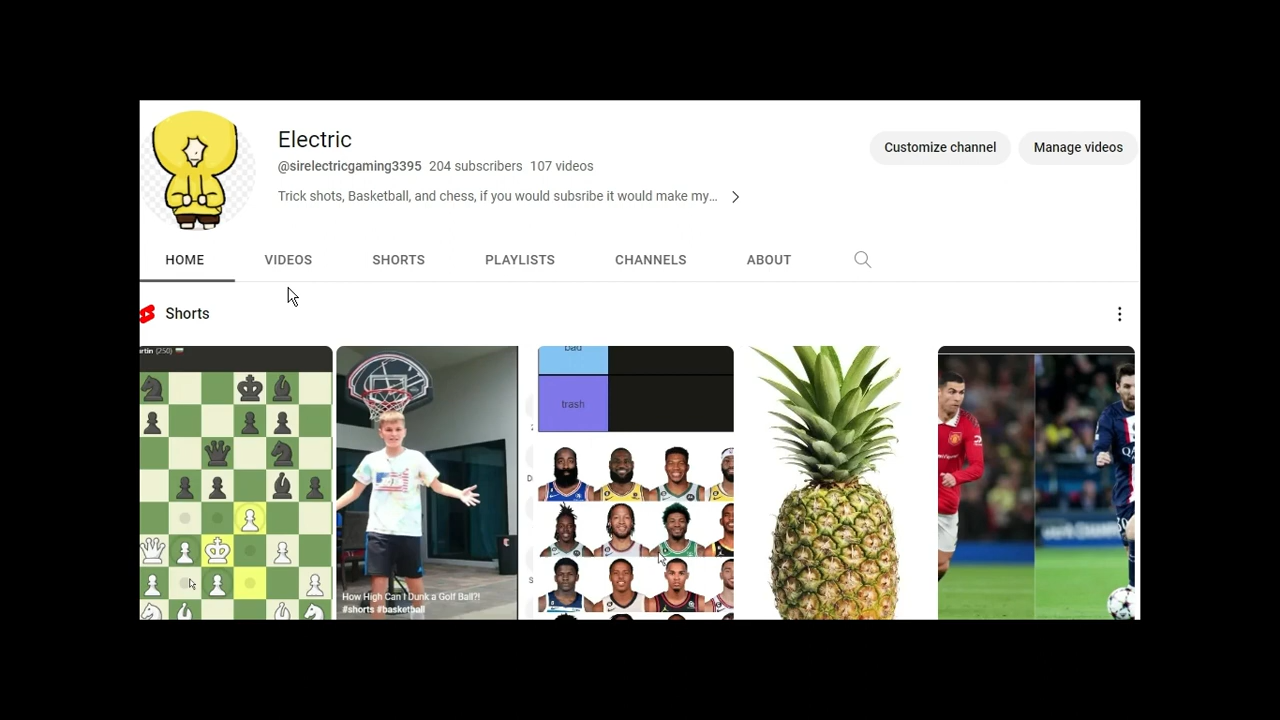 Electric
@sirelectricgaming3395 204 subscribers 107 videos
Customize channel
Manage videos
Trick shots, Basketball, and chess, if you would subsribe it would make my…
HOME VIDEOS SHORTS PLAYLISTS CHANNELS ABOUT
Shorts
(250)
trash
How High Can I Dunk a Golf Ball?!
#shorts #basketball